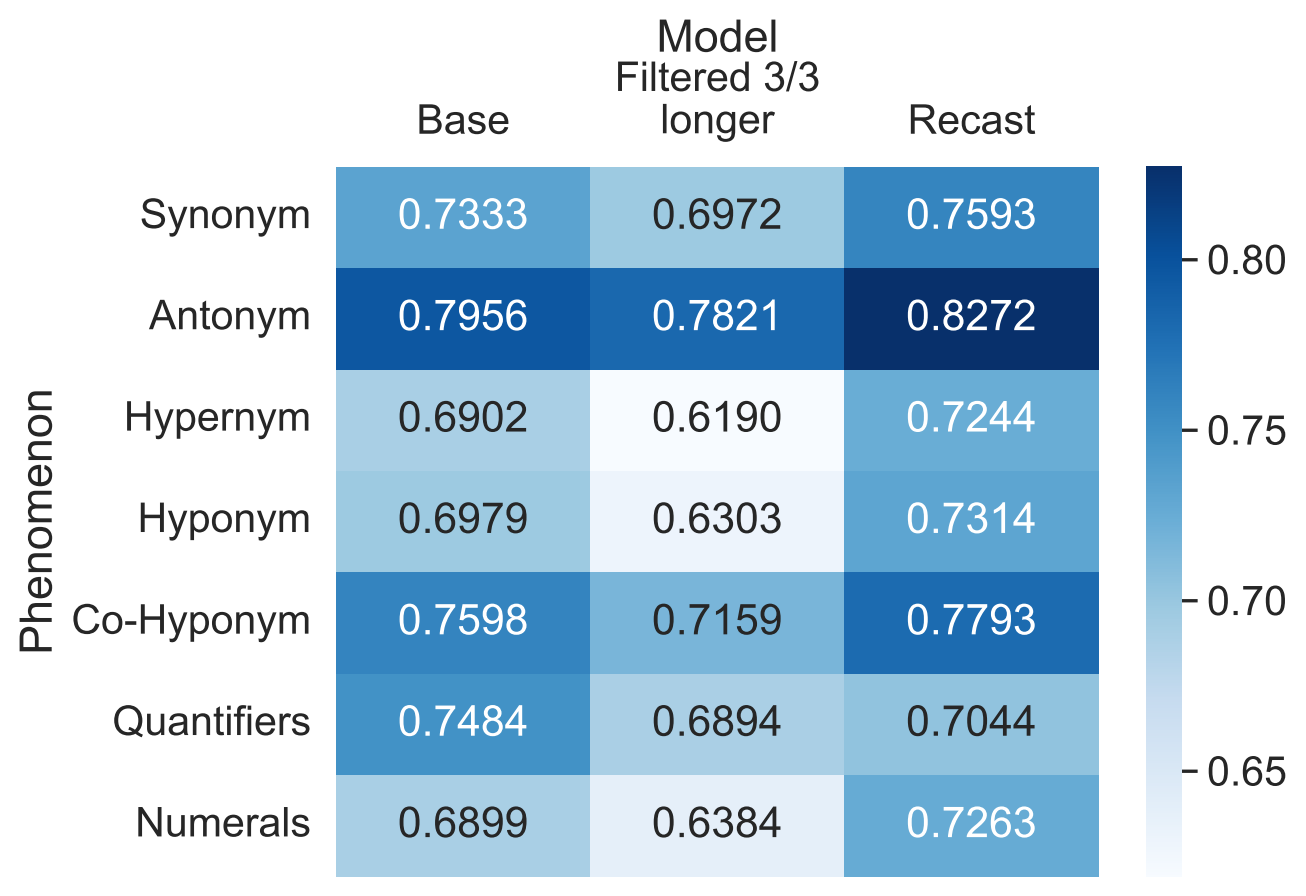 Model
Filtered 3/3
Base longer Recast
Synonym 0.7333 0.6972 0.7593
0.80
Antonym 0.7956 0.7821 0.8272
Hypernym 0.6902 0.6190 0.7244
0.75
Phenomenon
Hyponym 0.6979 0.6303 0.7314
0.70
Co-Hyponym 0.7598 0.7159 0.7793
Quantifiers 0.7484 0.6894 0.7044
0.65
Numerals 0.6899 0.6384 0.7263